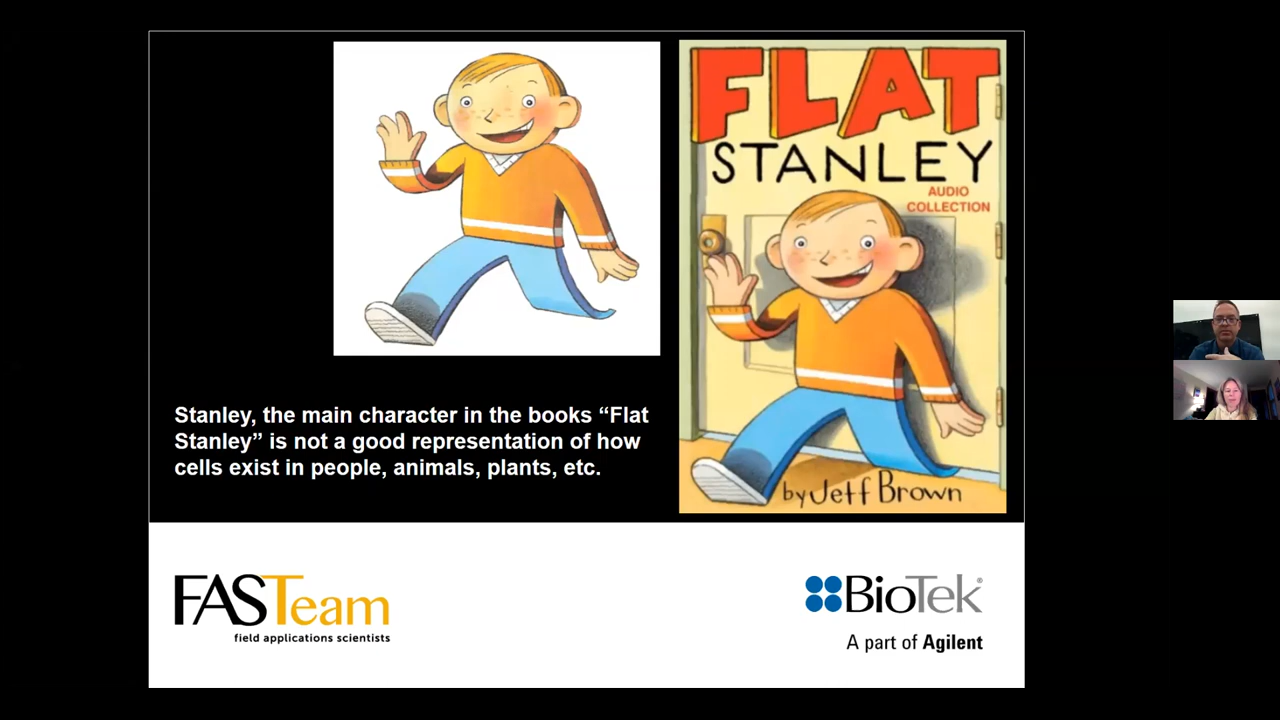 FLAT
STANLEY
AUDIO
COLLECTION
by Jeff Brown
Stanley, the main character in the books “Flat
Stanley” is not a good representation of how
cells exist in people, animals, plants, etc.
FASTeam
field applications scientists
BioTek®
A part of Agilent